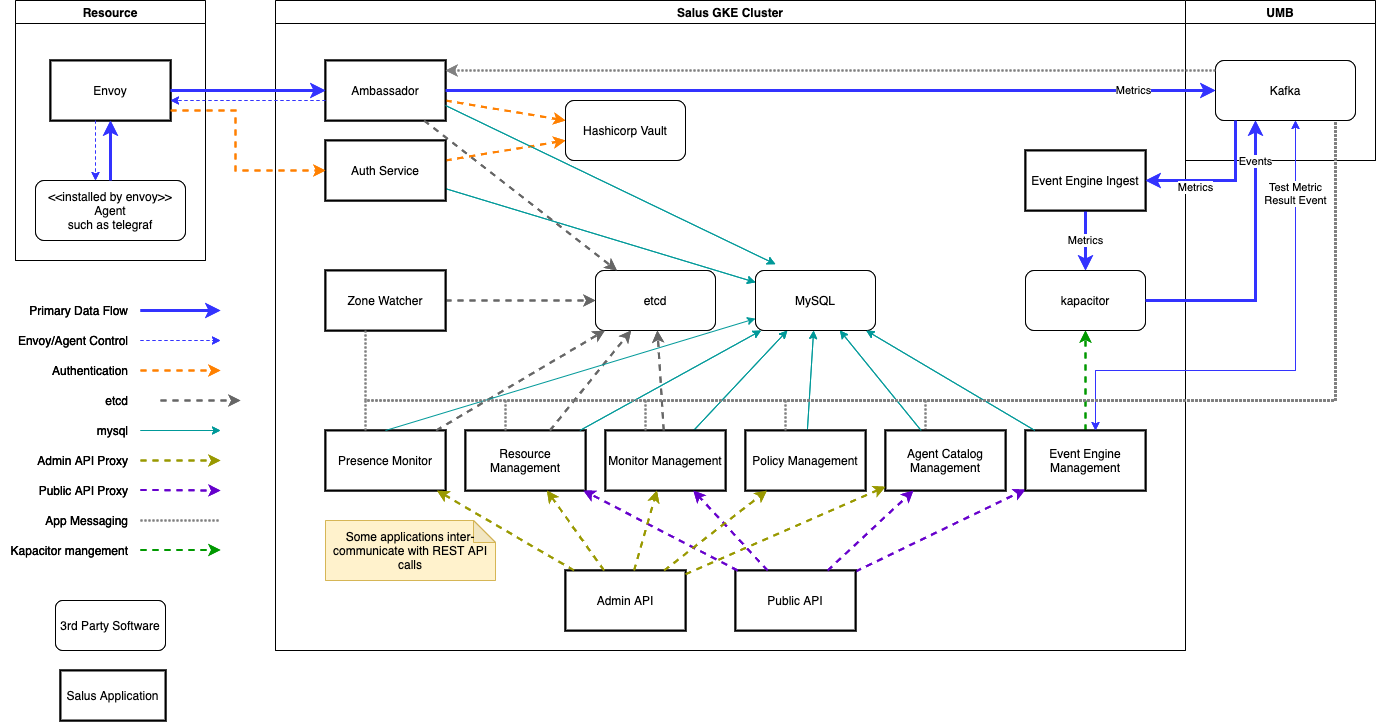 Resource
Salus GKE Cluster
UMB
Envoy
Ambassador
Metrics
Kafka
Hashicorp Vault
Auth Service
Event Engine Ingest
Events
Metrics
Test Metric
Result Event
<<installed by envoy>>
Agent
such as telegraf
Metrics
Zone Watcher
etcd
MySQL
kapacitor
Primary Data Flow
Envoy/Agent Control
Authentication
etcd
mysql
Admin API Proxy
Public API Proxy
App Messaging
Kapacitor mangement
Presence Monitor
Resource
Management
Monitor Management
Policy Management
Agent Catalog
Management
Event Engine
Management
Some applications inter-
communicate with REST API
calls
Admin API
Public API
3rd Party Software
Salus Application